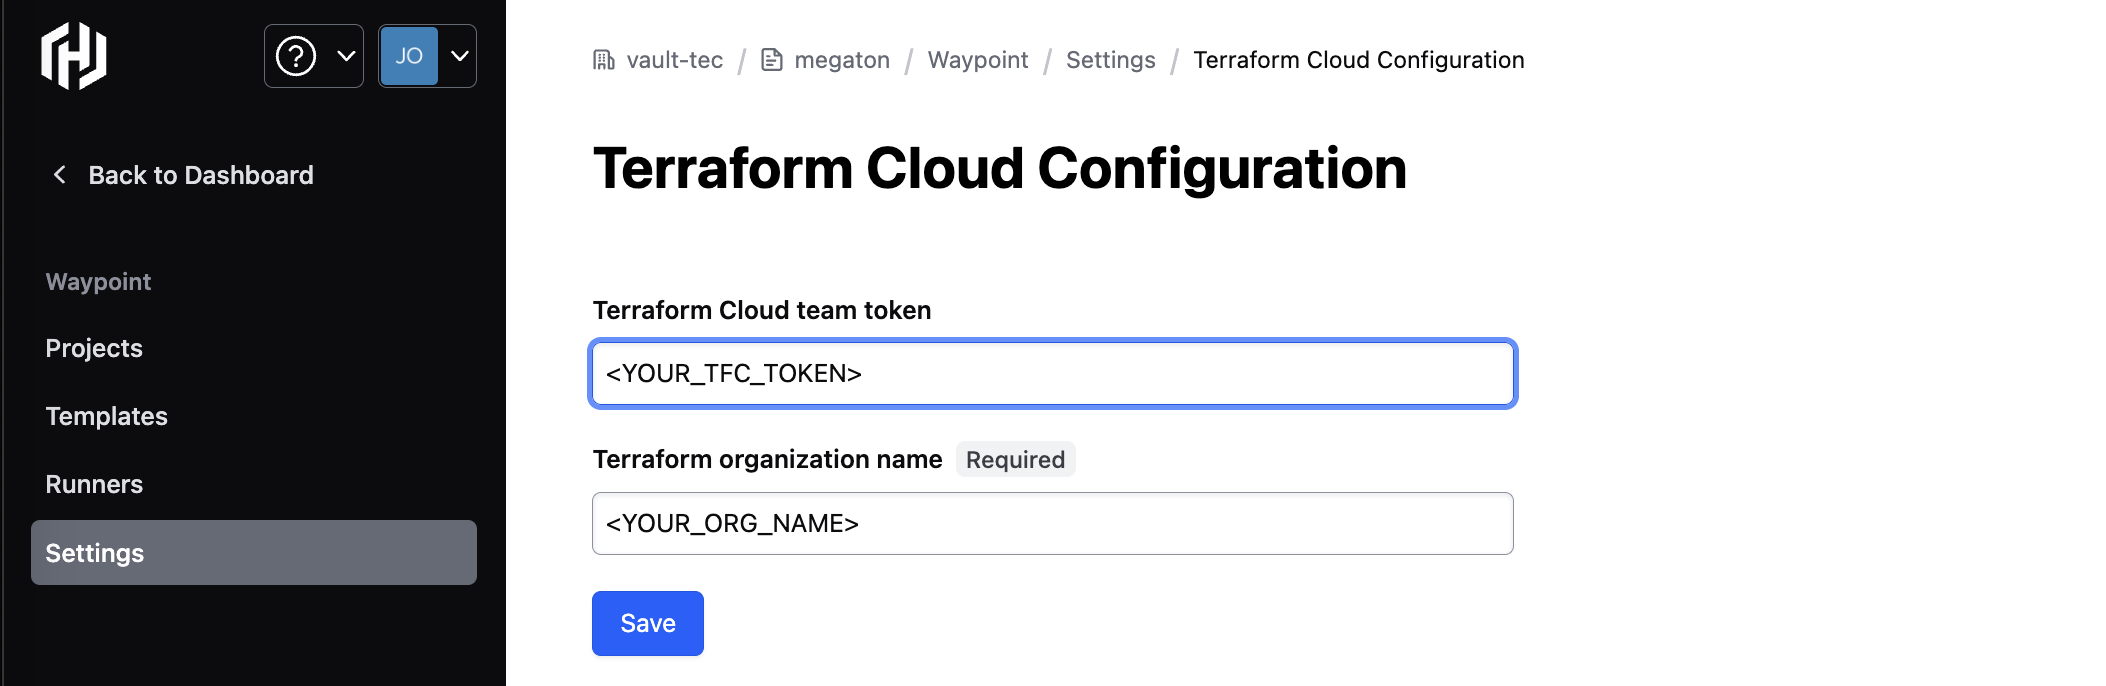 ? JO
Back to Dashboard
Waypoint
Projects
Templates
Runners
Settings
vault-tec / megaton / Waypoint / Settings / Terraform Cloud Configuration
Terraform Cloud Configuration
Terraform Cloud team token
<YOUR_TFC_TOKEN>
Terraform organization name Required
<YOUR_ORG_NAME>
Save